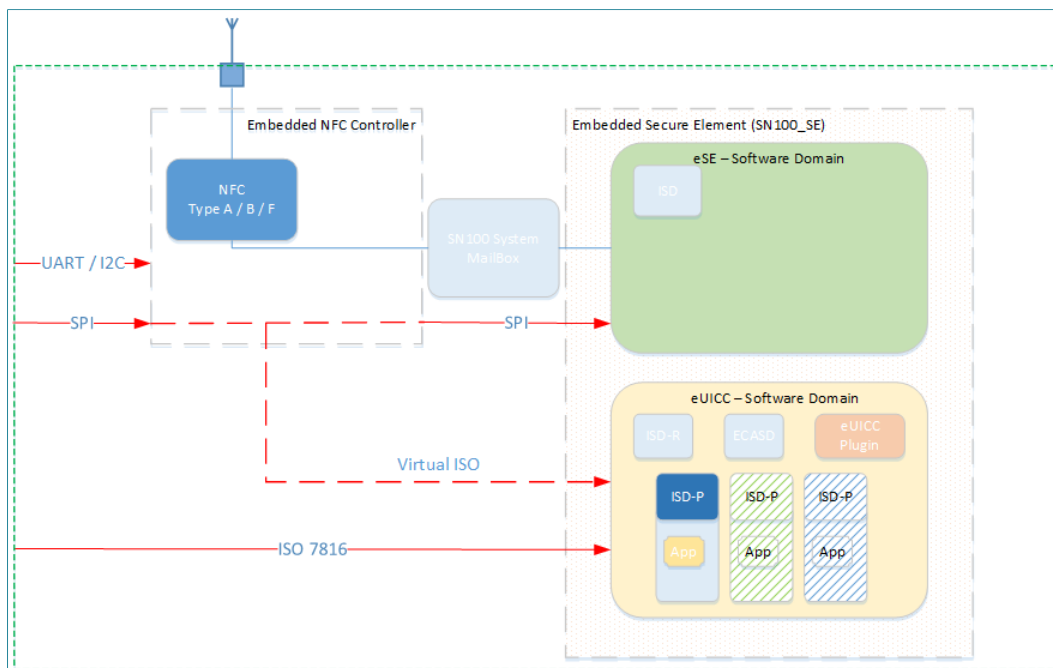 Embedded NFC Controller
Embedded Secure Element (SN100_SE)
eSE – Software Domain
ISD
NFC
Type A / B / F
SN100 System
MailBox
UART / I2C
SPI
SPI
eUICC – Software Domain
ISD-R
ECASD
eUICC
Plugin
Virtual ISO
ISD-P
ISD-P
ISD-P
ISO 7816
App
App
App